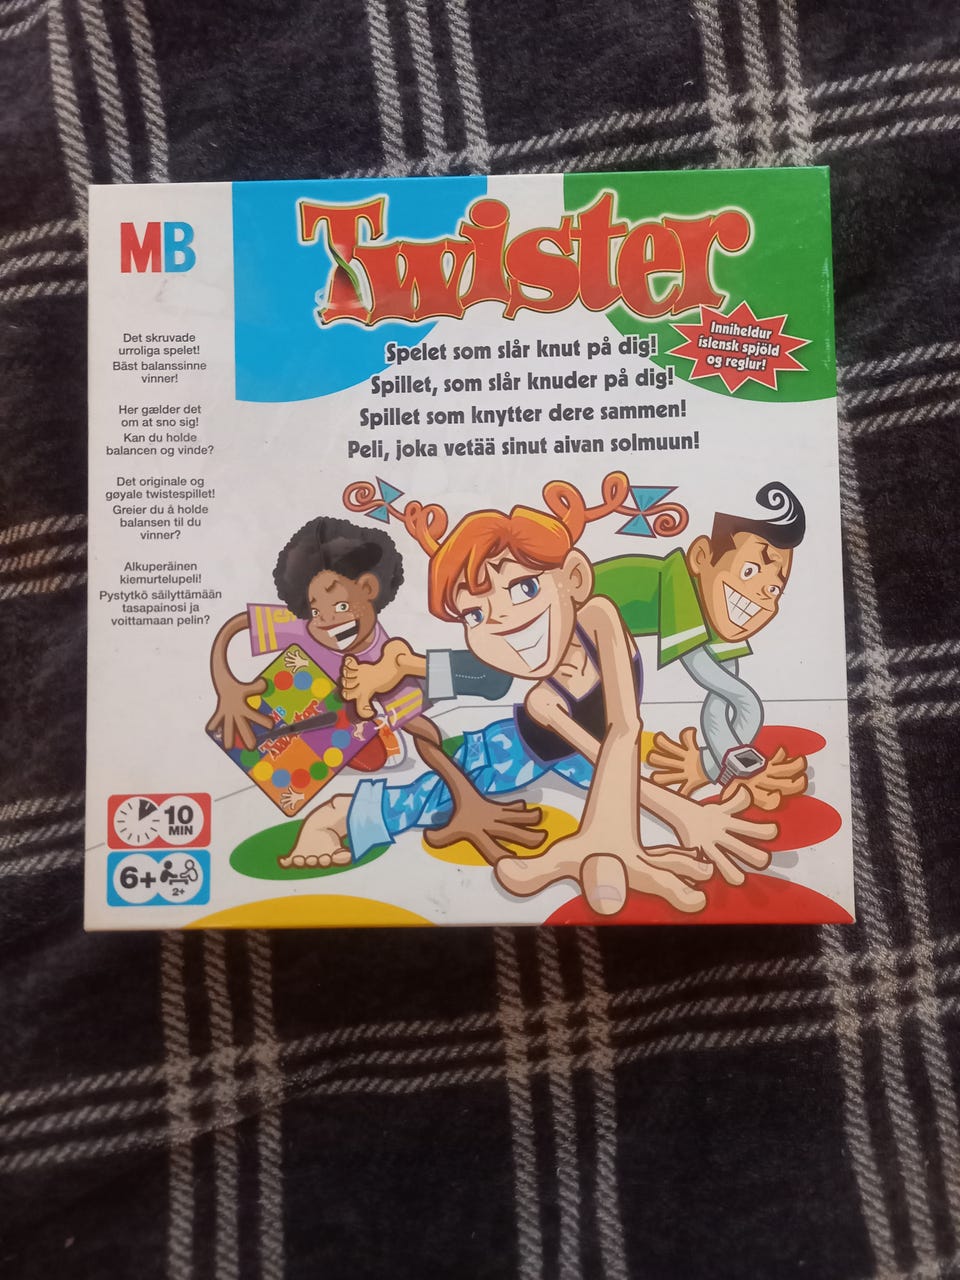 MB
Twister
Inniheldur
íslensk spjöld
og reglur!
Spelet som slår knut på dig!
Spillet, som slår knuder på dig!
Spillet som knytter dere sammen!
Peli, joka vetää sinut aivan solmuun!
Det skruvade
urroliga spelet!
Bäst balanssinne
vinner!
Her gælder det
om at sno sig!
Kan du holde
balancen og vinde?
Det originale og
gøyale twistespillet!
Greier du å holde
balansen til du
vinner?
Alkuperäinen
kiemurtelupeli!
Pystytkö säilyttämään
tasapainosi ja
voittamaan pelin?
MB
Twister
10
MIN
6+
2+